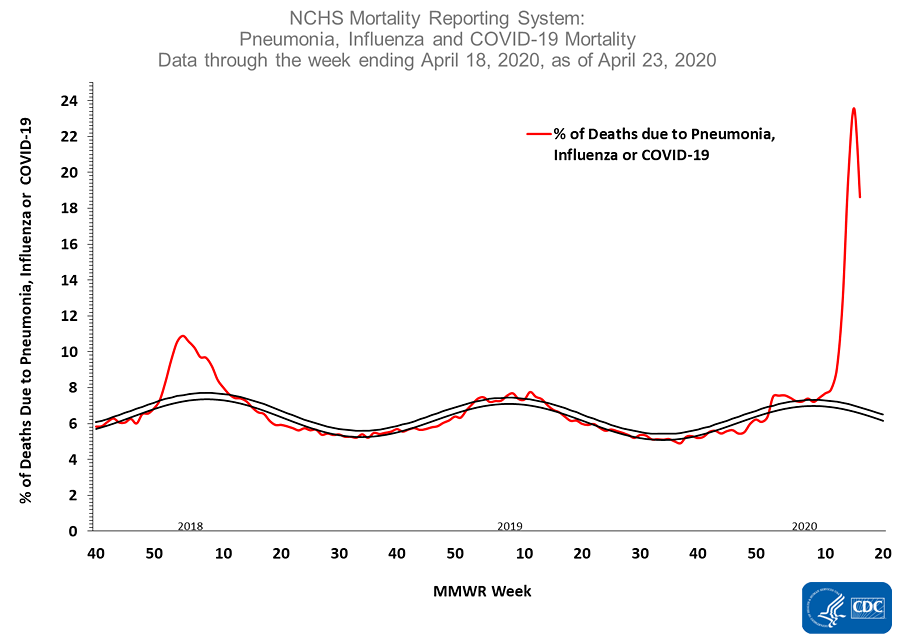 NCHS Mortality Reporting System:
Pneumonia, Influenza and COVID-19 Mortality
Data through the week ending April 18, 2020, as of April 23, 2020
% of Deaths Due to Pneumonia, Influenza or COVID-19
24
22
20
18
16
14
12
10
8
6
4
2
0
% of Deaths due to Pneumonia,
Influenza or COVID-19
2018 2019 2020
40 50 10 20 30 40 50 10 20 30 40 50 10 20
MMWR Week
CDC